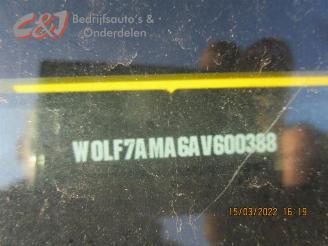 C&J Bedrijfsauto's &
Onderdelen
W0LF7AMA6AV600388
15/03/2022 16:19